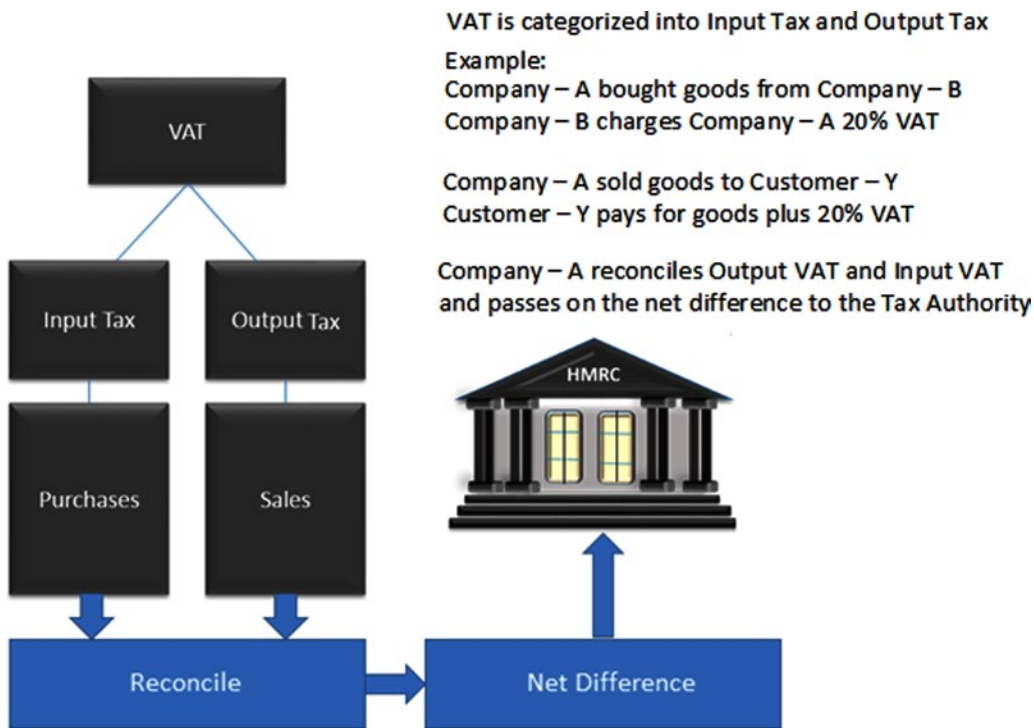 VAT is categorized into Input Tax and Output Tax
Example:
Company – A bought goods from Company – B
Company – B charges Company – A 20% VAT
Company – A sold goods to Customer – Y
Customer – Y pays for goods plus 20% VAT
Company – A reconciles Output VAT and Input VAT
and passes on the net difference to the Tax Authority
VAT
Input Tax
Output Tax
Purchases
Sales
HMRC
Reconcile
Net Difference